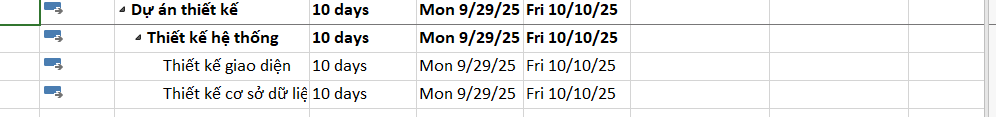 Dự án thiết kế 10 days Mon 9/29/25 Fri 10/10/25
Thiết kế hệ thống 10 days Mon 9/29/25 Fri 10/10/25
Thiết kế giao diện 10 days Mon 9/29/25 Fri 10/10/25
Thiết kế cơ sở dữ liệ 10 days Mon 9/29/25 Fri 10/10/25